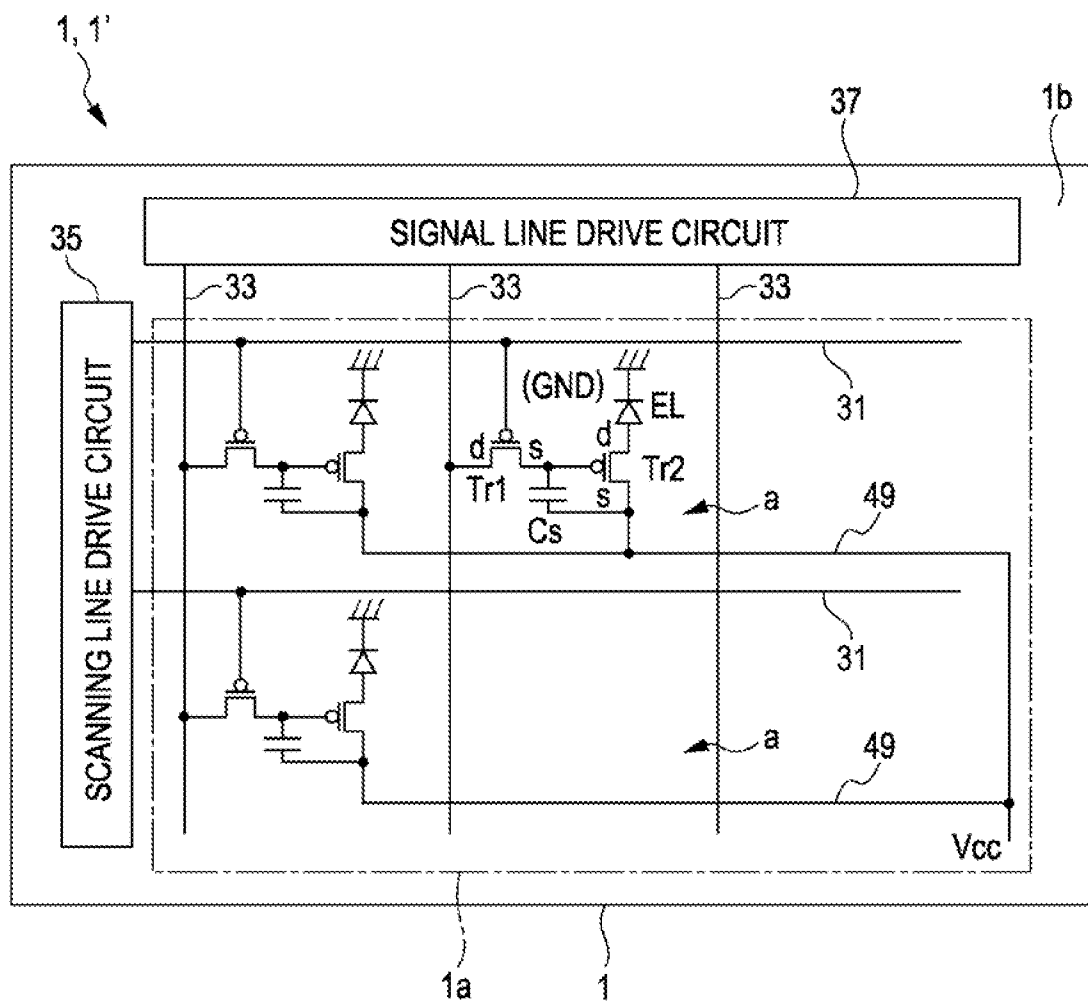 1, 1'
37
1b
SIGNAL LINE DRIVE CIRCUIT
35
33
33
33
SCANNING LINE DRIVE CIRCUIT
(GND)
EL
31
d
s
d
Tr1
Tr2
s
a
49
Cs
31
a
49
Vcc
1a
1